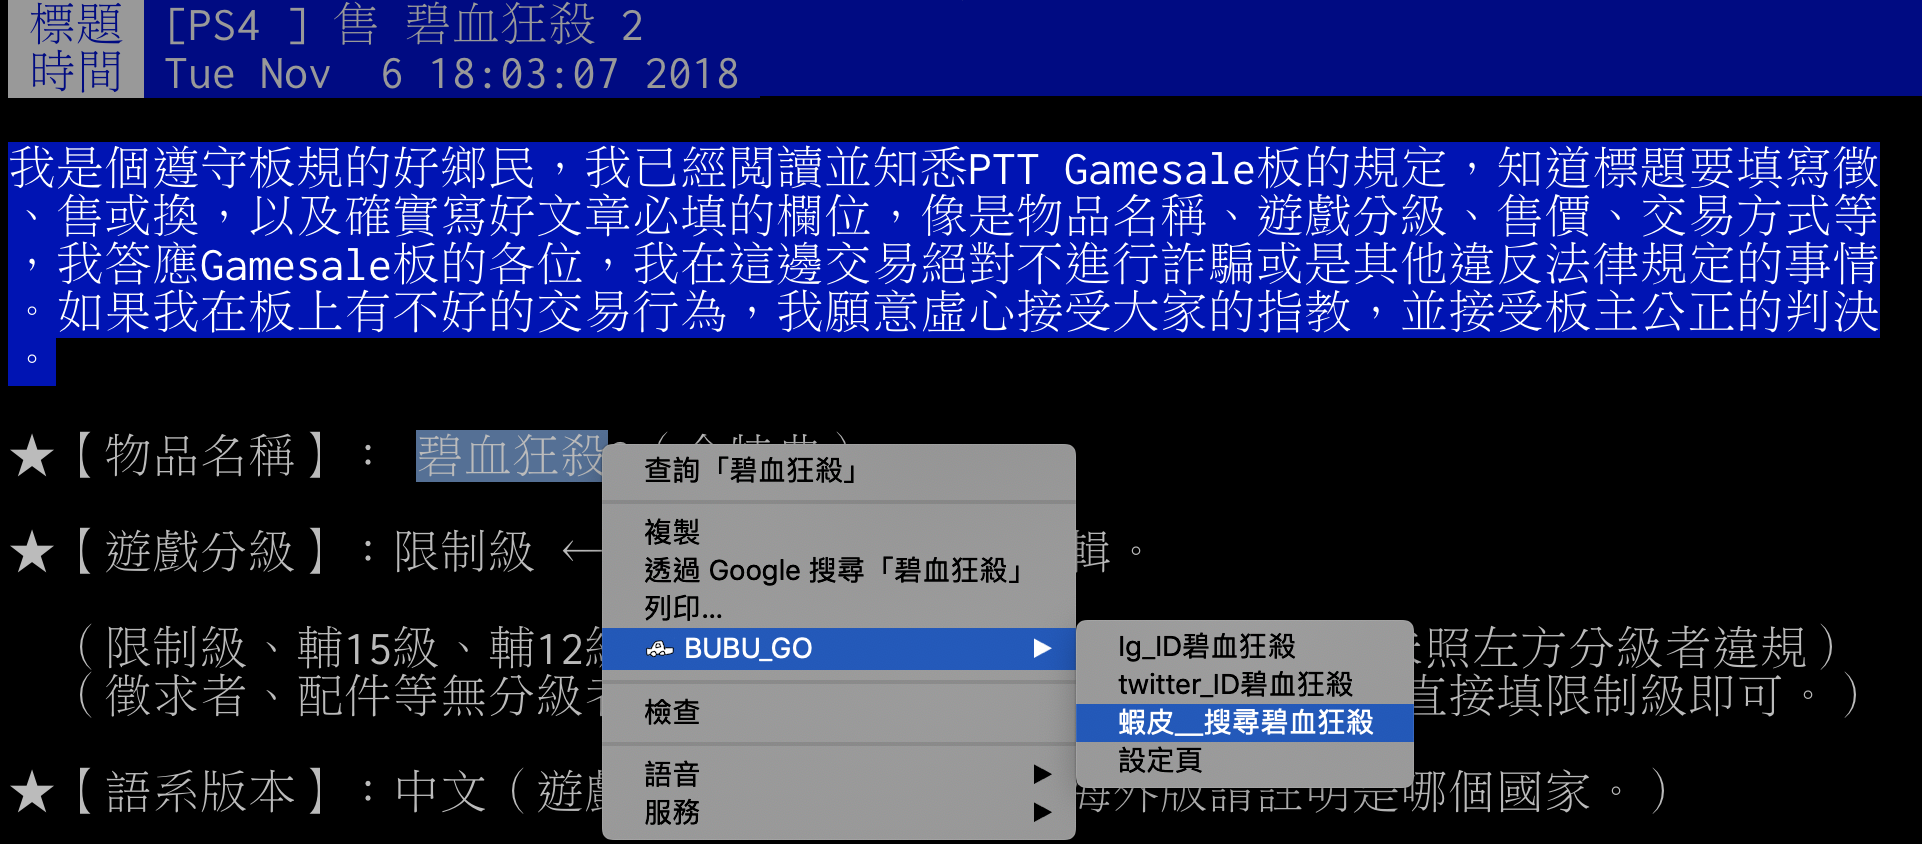 標題 [PS4 ] 售 碧血狂殺 2
時間 Tue Nov  6 18:03:07 2018
我是個遵守板規的好鄉民，我已經閱讀並知悉PTT Gamesale板的規定，知道標題要填寫徵
、售或換，以及確實寫好文章必填的欄位，像是物品名稱、遊戲分級、售價、交易方式等
，我答應Gamesale板的各位，我在這邊交易絕對不進行詐騙或是其他違反法律規定的事情
。如果我在板上有不好的交易行為，我願意虛心接受大家的指教，並接受板主公正的判決
。
★【物品名稱】： 碧血狂殺
★【遊戲分級】：限制級 ← 輯。
（限制級、輔15級、輔12級 照左方分級者違規）
（徵求者、配件等無分級者 直接填限制級即可。）
★【語系版本】：中文（遊戲 海外版請註明是哪個國家。）
查詢「碧血狂殺」
複製
透過 Google 搜尋「碧血狂殺」
列印...
BUBU_GO
檢查
語音
服務
Ig_ID碧血狂殺
twitter_ID碧血狂殺
蝦皮__搜尋碧血狂殺
設定頁